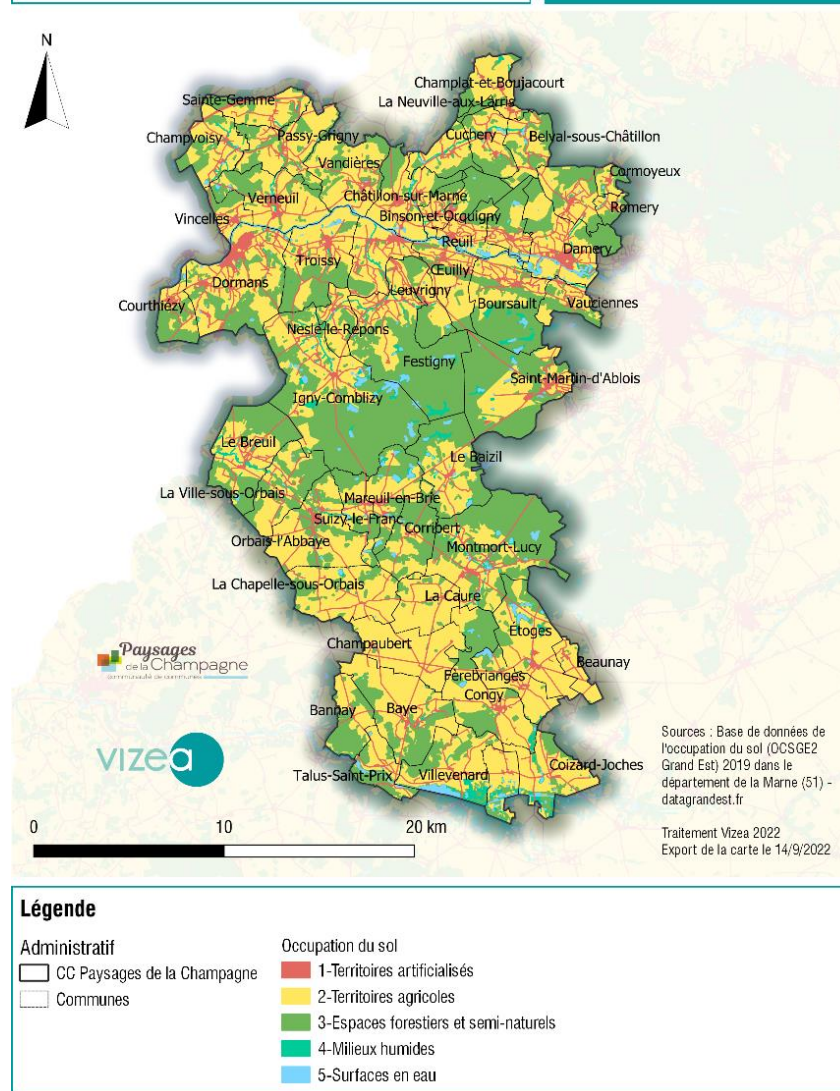 N
Champlat-et-Boujacourt
La Neuville-aux-Larris
Sainte-Gemme
Cuchery
Belval-sous-Châtillon
Champvoisy
Passy-Grigny
Vandières
Cormoyeux
Verneuil
Châtillon-sur-Marne
Romery
Vincelles
Binson-et-Orquigny
Reuil
Damery
Troissy
Œuilly
Dormans
Leuvrigny
Courthiézy
Boursault
Vauciennes
Nesle-le-Repons
Festigny
Saint-Martin-d'Ablois
Igny-Comblizy
Le Breuil
Le Baizil
La Ville-sous-Orbais
Mareuil-en-Brie
Suizy-le-Franc
Corribert
Orbais-l'Abbaye
Montmort-Lucy
La Chapelle-sous-Orbais
La Caure
Étoges
Champaubert
Beaunay
Fèrebrianges
Congy
Bannay
Baye
Coizard-Joches
Talus-Saint-Prix
Villevenard
Paysages
de la Champagne
communauté de communes
vizea
Sources : Base de données de
l'occupation du sol (OCSGE2
Grand Est) 2019 dans le
département de la Marne (51) -
datagrandest.fr
Traitement Vizea 2022
Export de la carte le 14/9/2022
0 10 20 km
Légende
Administratif
CC Paysages de la Champagne
Communes
Occupation du sol
1-Territoires artificialisés
2-Territoires agricoles
3-Espaces forestiers et semi-naturels
4-Milieux humides
5-Surfaces en eau